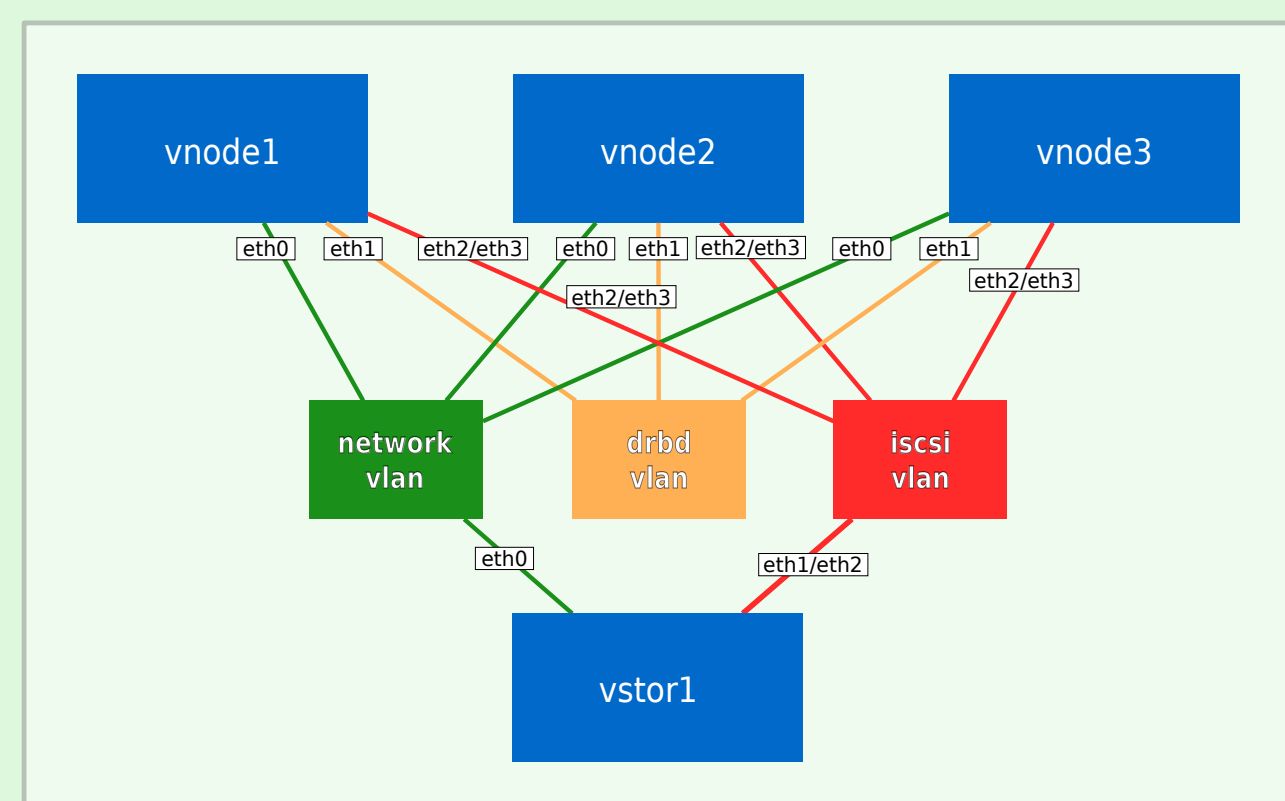 vnode1
vnode2
vnode3
eth0
eth1
eth2/eth3
eth0
eth1
eth2/eth3
eth0
eth1
eth2/eth3
eth2/eth3
network
vlan
drbd
vlan
iscsi
vlan
eth0
eth1/eth2
vstor1